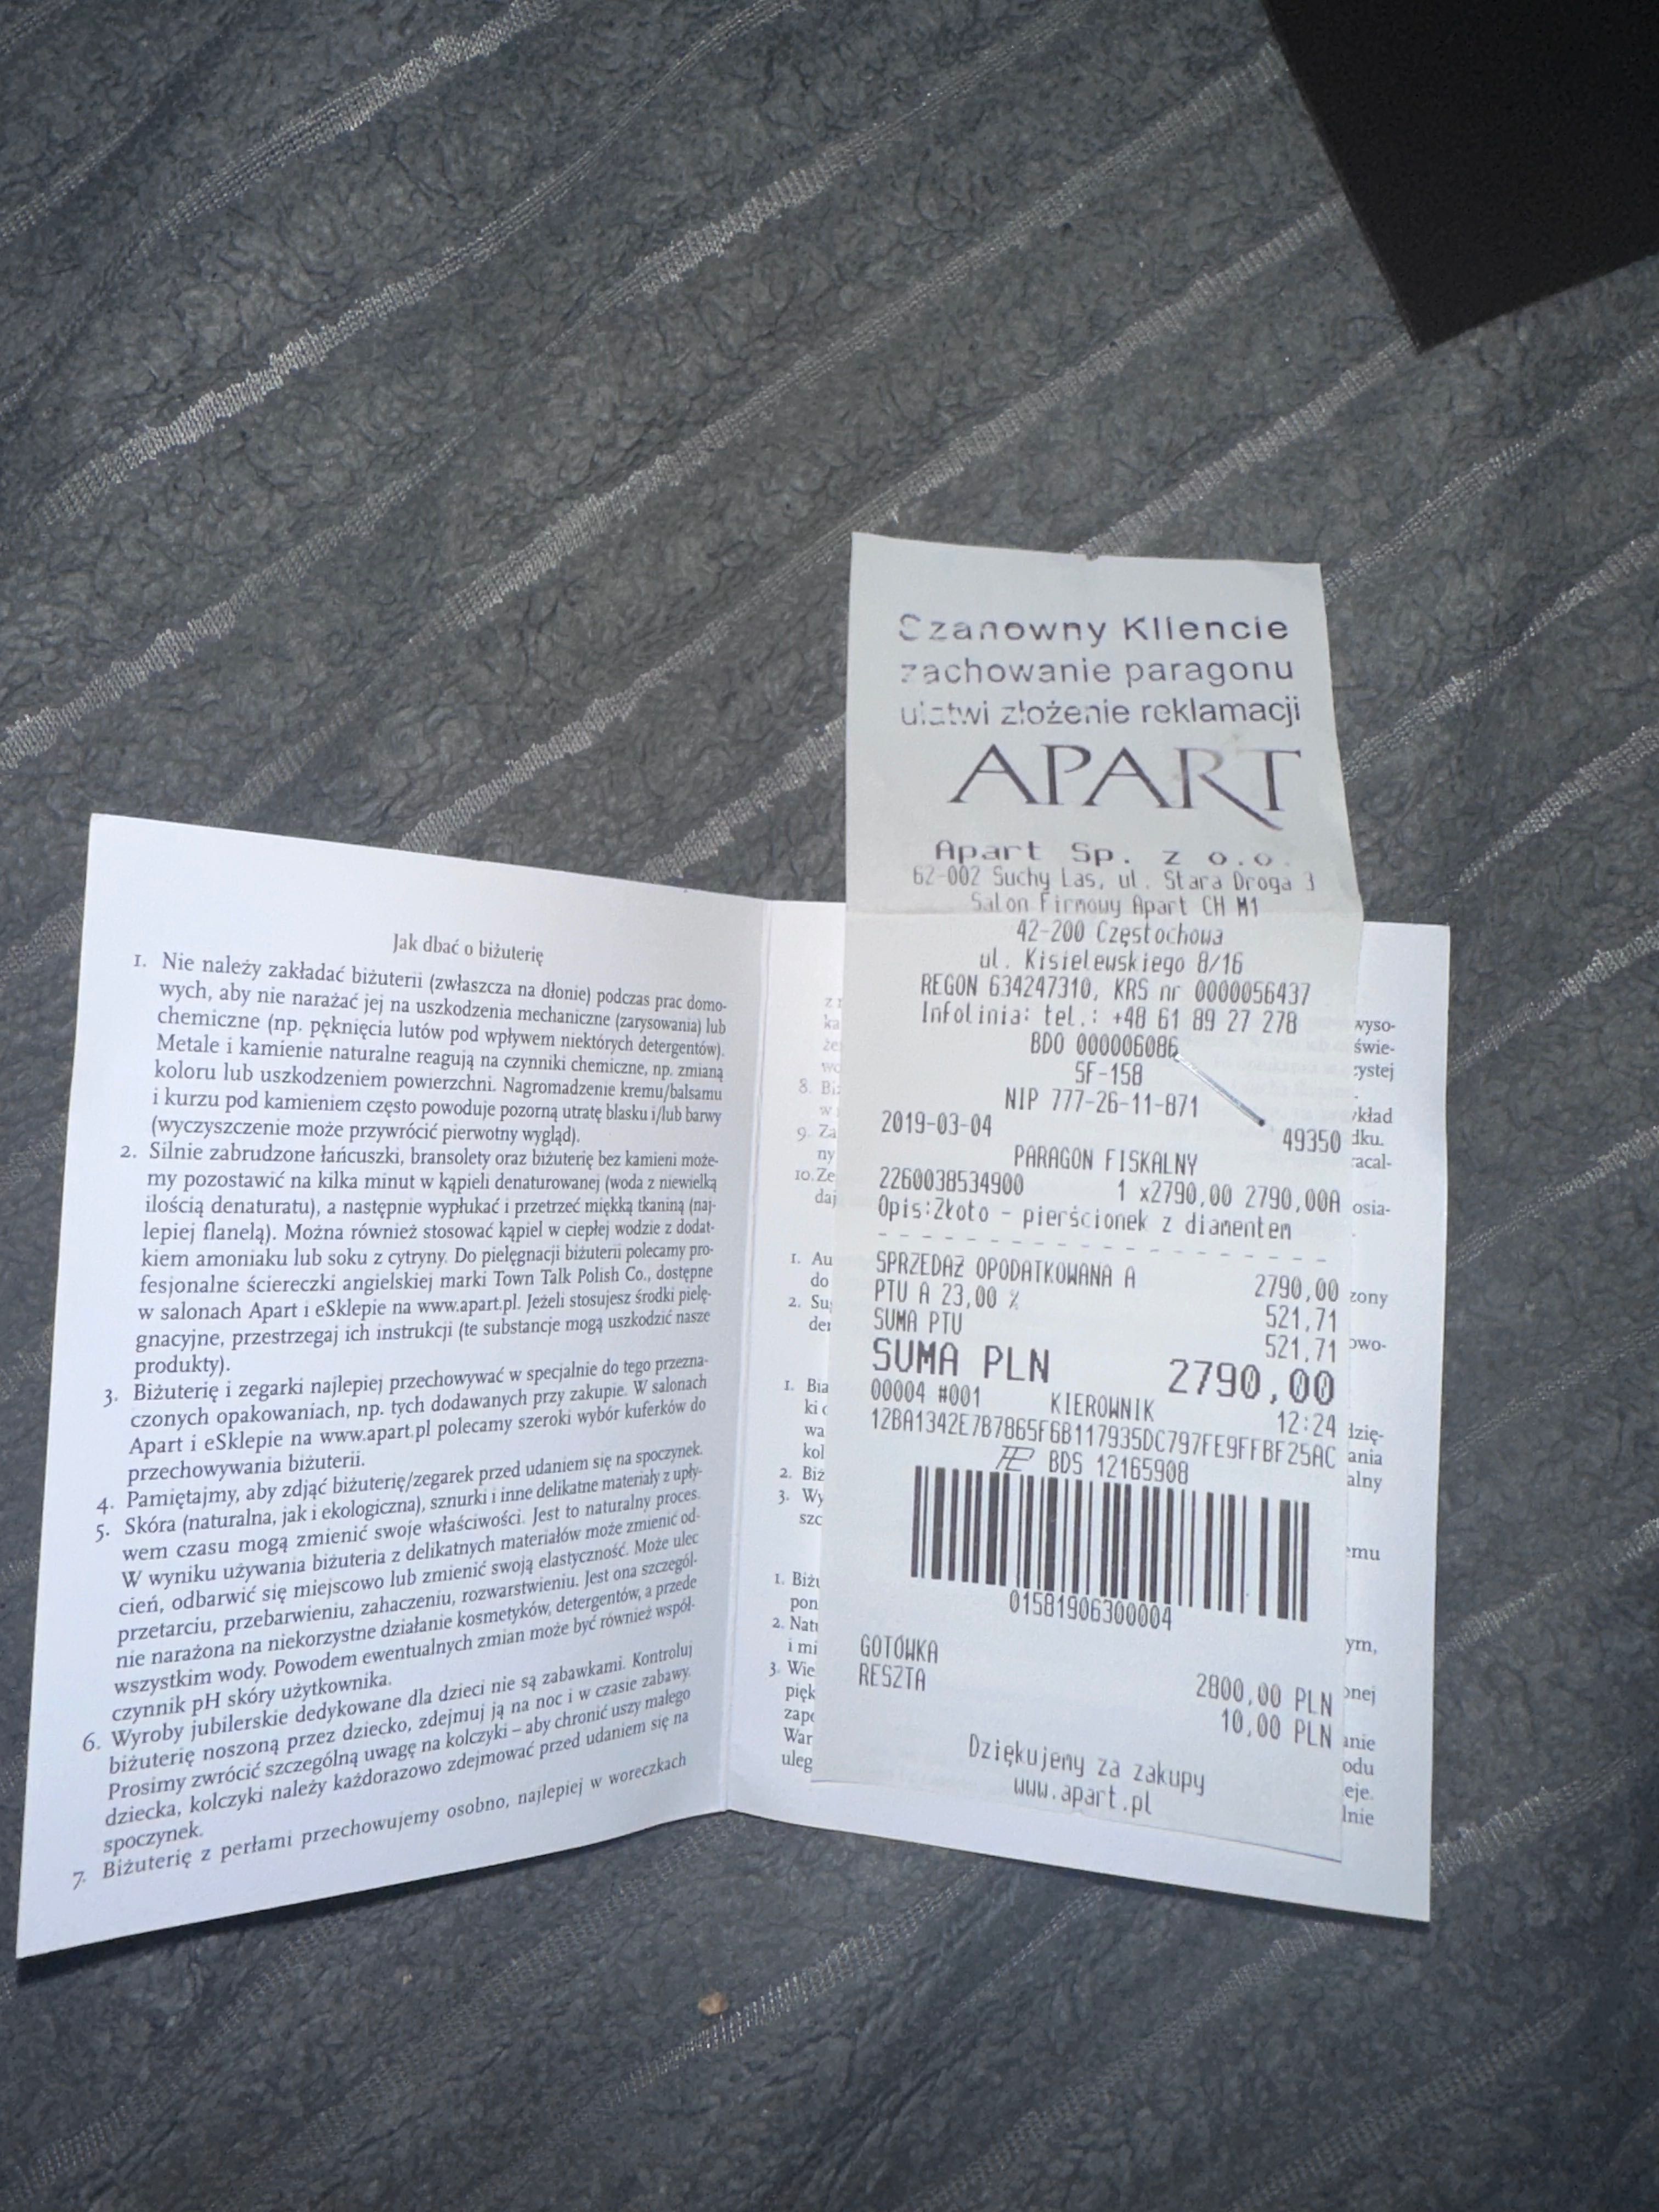 Jak dbać o biżuterię
1. Nie należy zakładać biżuterii (zwłaszcza na dłonie) podczas prac domo-
wych, aby nie narażać jej na uszkodzenia mechaniczne (zarysowania) lub
chemiczne (np. pęknięcia lutów pod wpływem niektórych detergentów).
Metale i kamienie naturalne reagują na czynniki chemiczne, np. zmianą
koloru lub uszkodzeniem powierzchni. Nagromadzenie kremu/balsamu
i kurzu pod kamieniem często powoduje pozorną utratę blasku i/lub barwy
(wyczyszczenie może przywrócić pierwotny wygląd).
2. Silnie zabrudzone łańcuszki, bransolety oraz biżuterię bez kamieni może-
my pozostawić na kilka minut w kąpieli denaturowanej (woda z niewielką
ilością denaturatu), a następnie wypłukać i przetrzeć miękką tkaniną (naj-
lepiej flanelą). Można również stosować kąpiel w ciepłej wodzie z dodat-
kiem amoniaku lub soku z cytryny. Do pielęgnacji biżuterii polecamy pro-
fesjonalne ściereczki angielskiej marki Town Talk Polish Co., dostępne
w salonach Apart i eSklepie na www.apart.pl. Jeżeli stosujesz środki pielę-
gnacyjne, przestrzegaj ich instrukcji (te substancje mogą uszkodzić nasze
produkty).
3. Biżuterię i zegarki najlepiej przechowywać w specjalnie do tego przezna-
czonych opakowaniach, np. tych dodawanych przy zakupie. W salonach
Apart i eSklepie na www.apart.pl polecamy szeroki wybór kuferków do
przechowywania biżuterii.
4. Pamiętajmy, aby zdjąć biżuterię/zegarek przed udaniem się na spoczynek.
5. Skóra (naturalna, jak i ekologiczna), sznurki i inne delikatne materiały z upły-
wem czasu mogą zmienić swoje właściwości. Jest to naturalny proces.
W wyniku używania biżuteria z delikatnych materiałów może zmienić od-
cień, odbarwić się miejscowo lub zmienić swoją elastyczność. Może ulec
przetarciu, przebarwieniu, zahaczeniu, rozwarstwieniu. Jest ona szczegól-
nie narażona na niekorzystne działanie kosmetyków, detergentów, a przede
wszystkim wody. Powodem ewentualnych zmian może być również współ-
czynnik pH skóry użytkownika.
6. Wyroby jubilerskie dedykowane dla dzieci nie są zabawkami. Kontroluj
biżuterię noszoną przez dziecko, zdejmuj ją na noc i w czasie zabawy.
Prosimy zwrócić szczególną uwagę na kolczyki – aby chronić uszy małego
dziecka, kolczyki należy każdorazowo zdejmować przed udaniem się na
spoczynek.
7. Biżuterię z perłami przechowujemy osobno, najlepiej w woreczkach
Szanowny Kliencie
zachowanie paragonu
ułatwi złożenie reklamacji
APART
Apart Sp. z o.o.
62-002 Suchy Las, ul. Stara Droga 3
Salon Firmowy Apart CH M1
42-200 Częstochowa
ul. Kisielewskiego 8/16
REGON 634247310, KRS nr 0000056437
Infolinia: tel.: +48 61 89 27 278
BDO 000006086
SF-158
NIP 777-26-11-871
2019-03-04 49350
PARAGON FISKALNY
2260038534900 1 x2790,00 2790,00A
Opis:Złoto - pierścionek z diamentem
SPRZEDAŻ OPODATKOWANA A 2790,00
PTU A 23,00 % 521,71
SUMA PTU 521,71
SUMA PLN 2790,00
00004 #001 KIEROWNIK 12:24
12BA1342E7B7865F6B117935DC797FE9FFBF25AC
BDS 12165908
01581906300004
GOTÓWKA 2800,00 PLN
RESZTA 10,00 PLN
Dziękujemy za zakupy
www.apart.pl